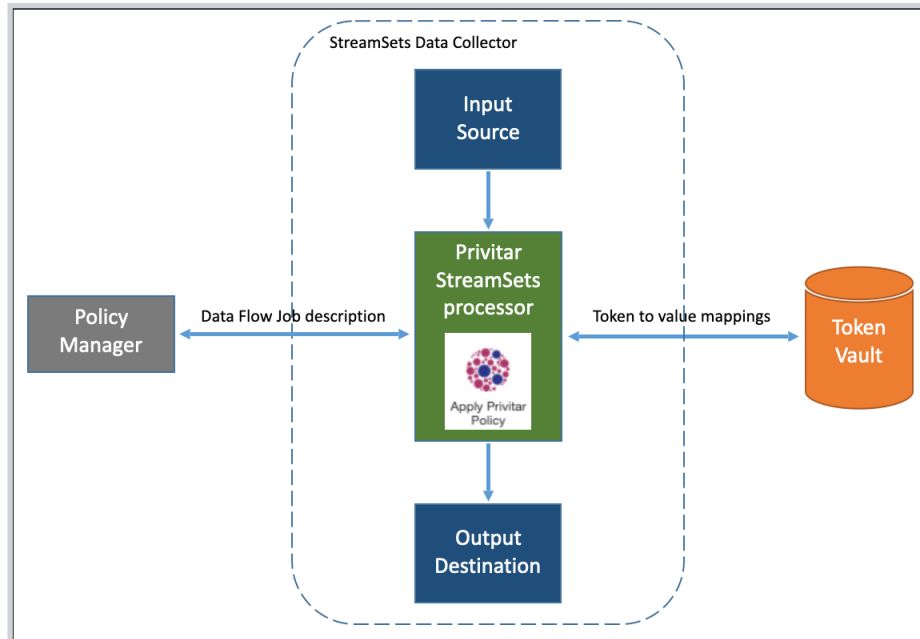 StreamSets Data Collector
Input
Source
Privitar
StreamSets
processor
Policy
Manager
Data Flow Job description
Token to value mappings
Token
Vault
Apply Privitar
Policy
Output
Destination